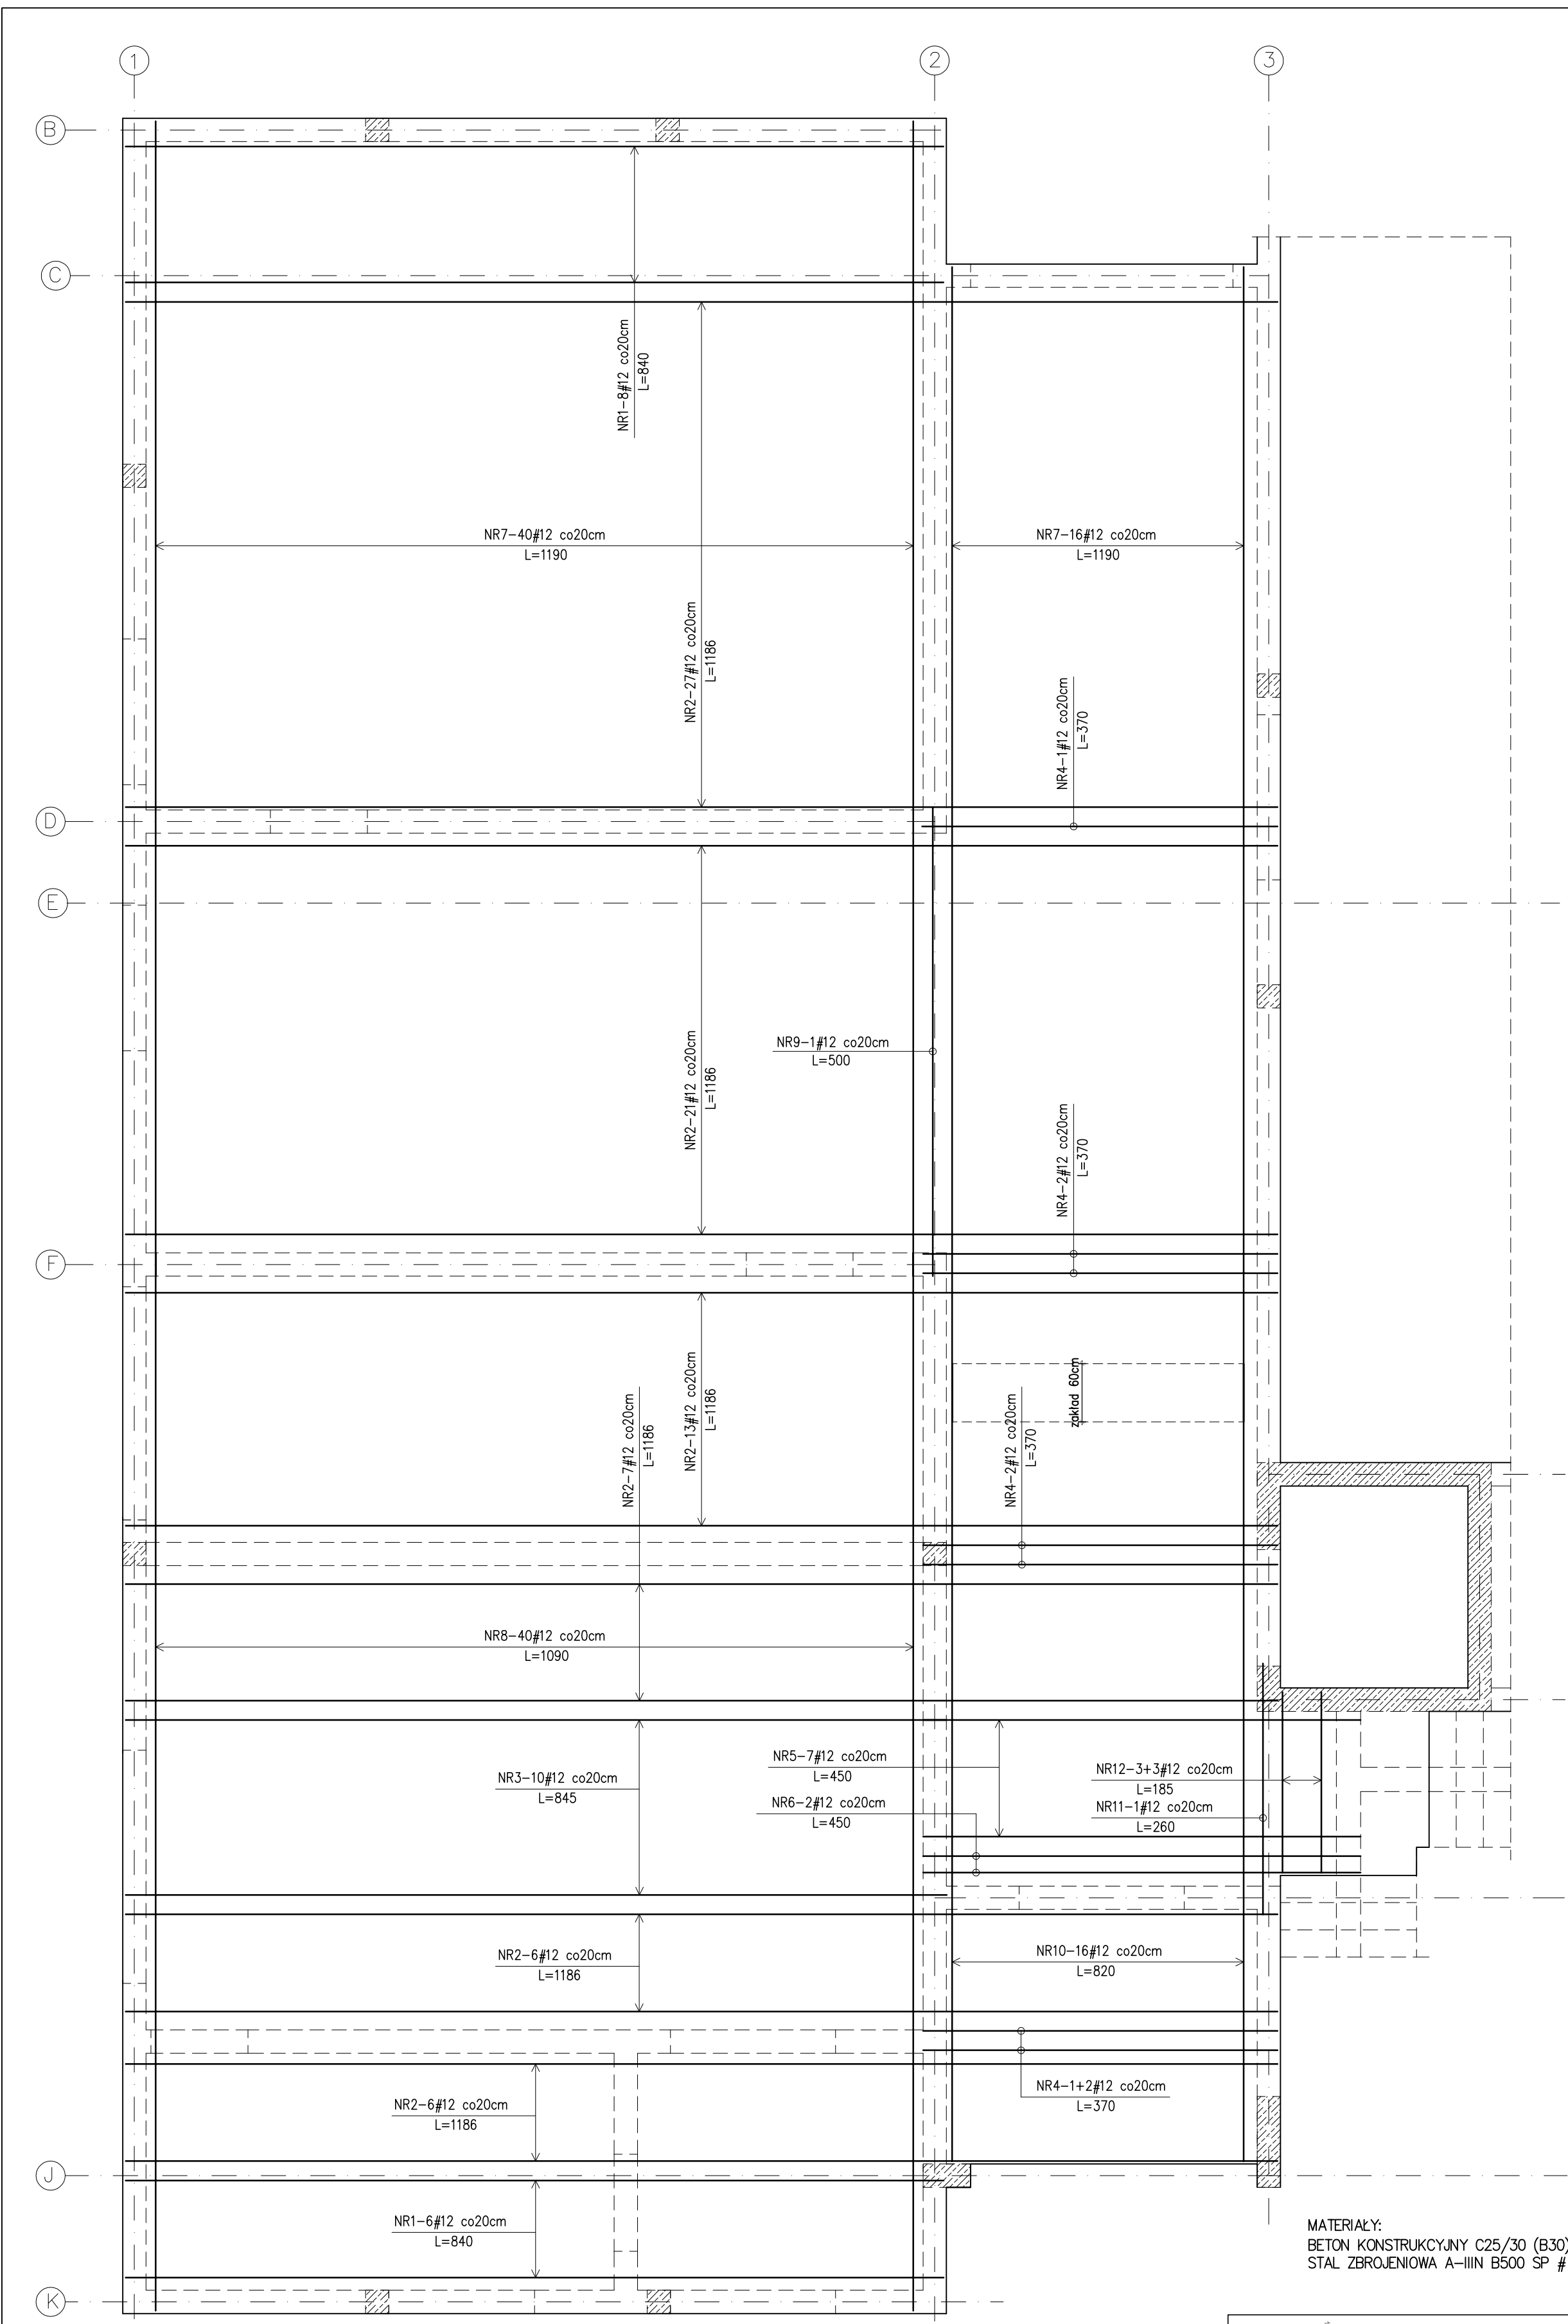 1
2
3
B
C
NR1-8#12 co20cm
L=840
NR7-40#12 co20cm
L=1190
NR7-16#12 co20cm
L=1190
NR2-27#12 co20cm
L=1186
NR4-1#12 co20cm
L=370
D
E
NR9-1#12 co20cm
L=500
NR2-21#12 co20cm
L=1186
NR4-2#12 co20cm
L=370
F
zakład 60cm
NR2-13#12 co20cm
L=1186
NR2-7#12 co20cm
L=1186
NR4-2#12 co20cm
L=370
NR8-40#12 co20cm
L=1090
NR5-7#12 co20cm
L=450
NR12-3+3#12 co20cm
L=185
NR3-10#12 co20cm
L=845
NR6-2#12 co20cm
L=450
NR11-1#12 co20cm
L=260
NR2-6#12 co20cm
L=1186
NR10-16#12 co20cm
L=820
NR4-1+2#12 co20cm
L=370
NR2-6#12 co20cm
L=1186
J
NR1-6#12 co20cm
L=840
K
MATERIAŁY:
BETON KONSTRUKCYJNY C25/30 (B30)
STAL ZBROJENIOWA A-IIIN B500 SP #